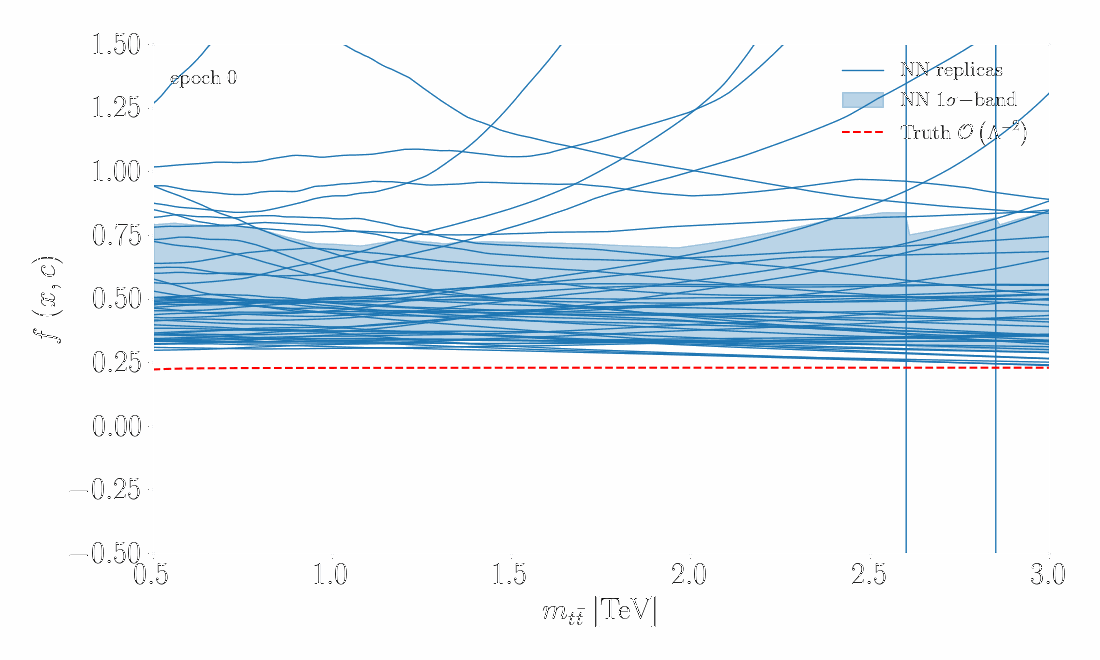 1.50
1.25
1.00
0.75
0.50
0.25
0.00
−0.25
−0.50
f (x, c)
epoch 0
NN replicas
NN 1σ−band
Truth 𝒪 (Λ⁻²)
0.5 1.0 1.5 2.0 2.5 3.0
m_{tt̄} [TeV]